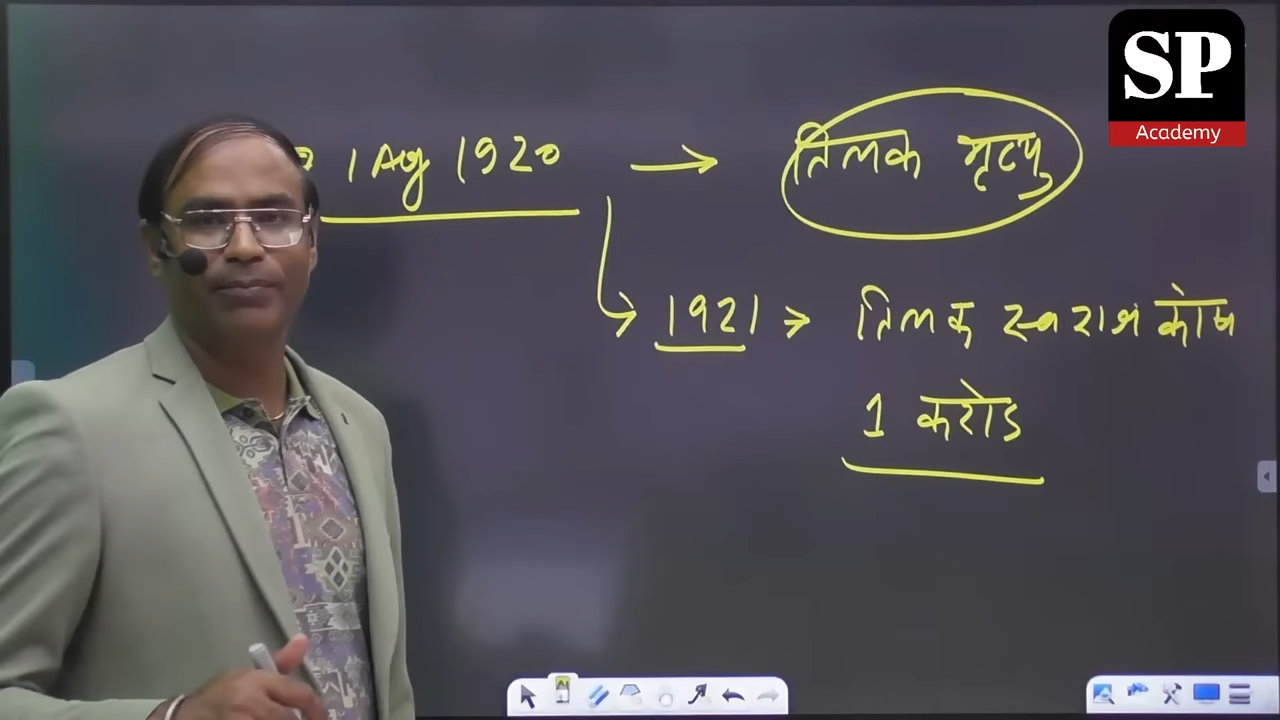 SP
Academy
1 Aug 1920 → तिलक मृत्यु
1921 → तिलक स्वराज कोष
1 करोड